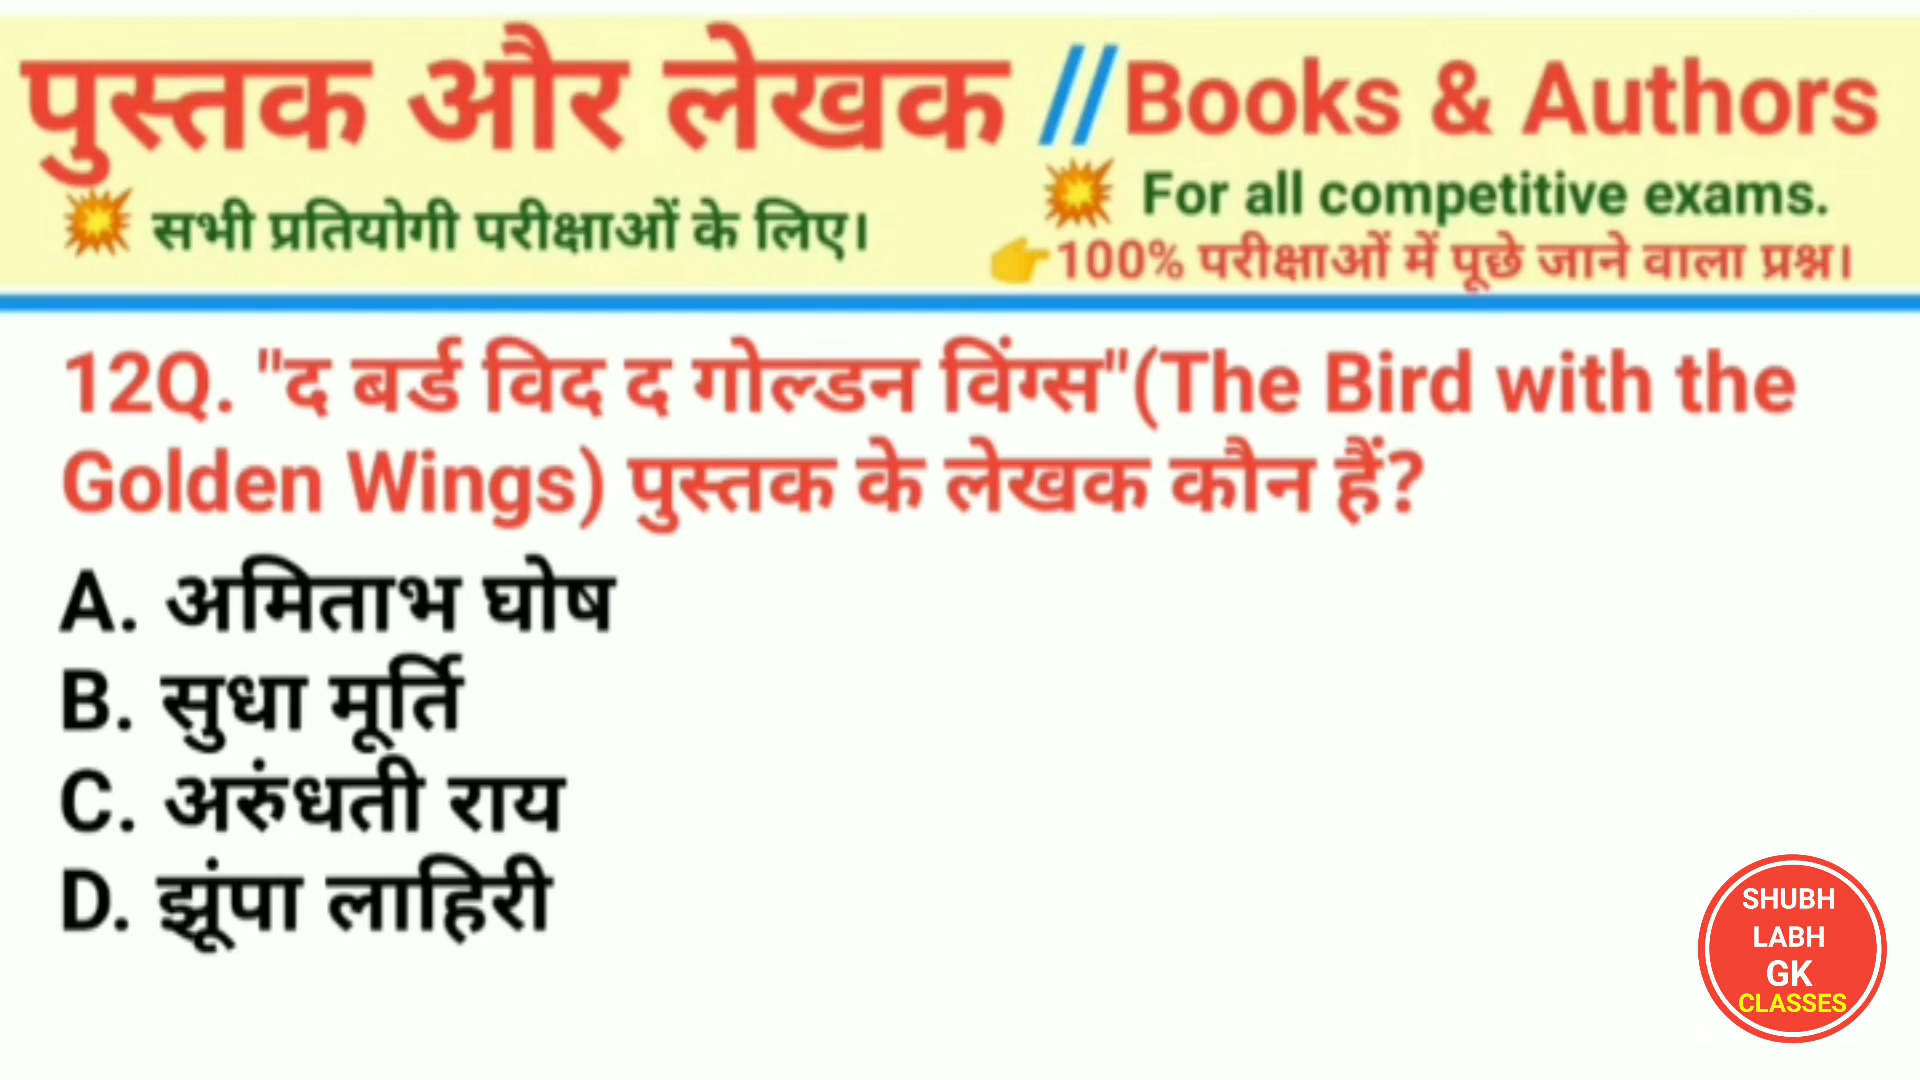 पुस्तक और लेखक //Books & Authors
💥 सभी प्रतियोगी परीक्षाओं के लिए।
💥 For all competitive exams.
👉100% परीक्षाओं में पूछे जाने वाला प्रश्न।
12Q. "द बर्ड विद द गोल्डन विंग्स"(The Bird with the
Golden Wings) पुस्तक के लेखक कौन हैं?
A. अमिताभ घोष
B. सुधा मूर्ति
C. अरुंधती राय
D. झूंपा लाहिरी
SHUBH
LABH
GK
CLASSES